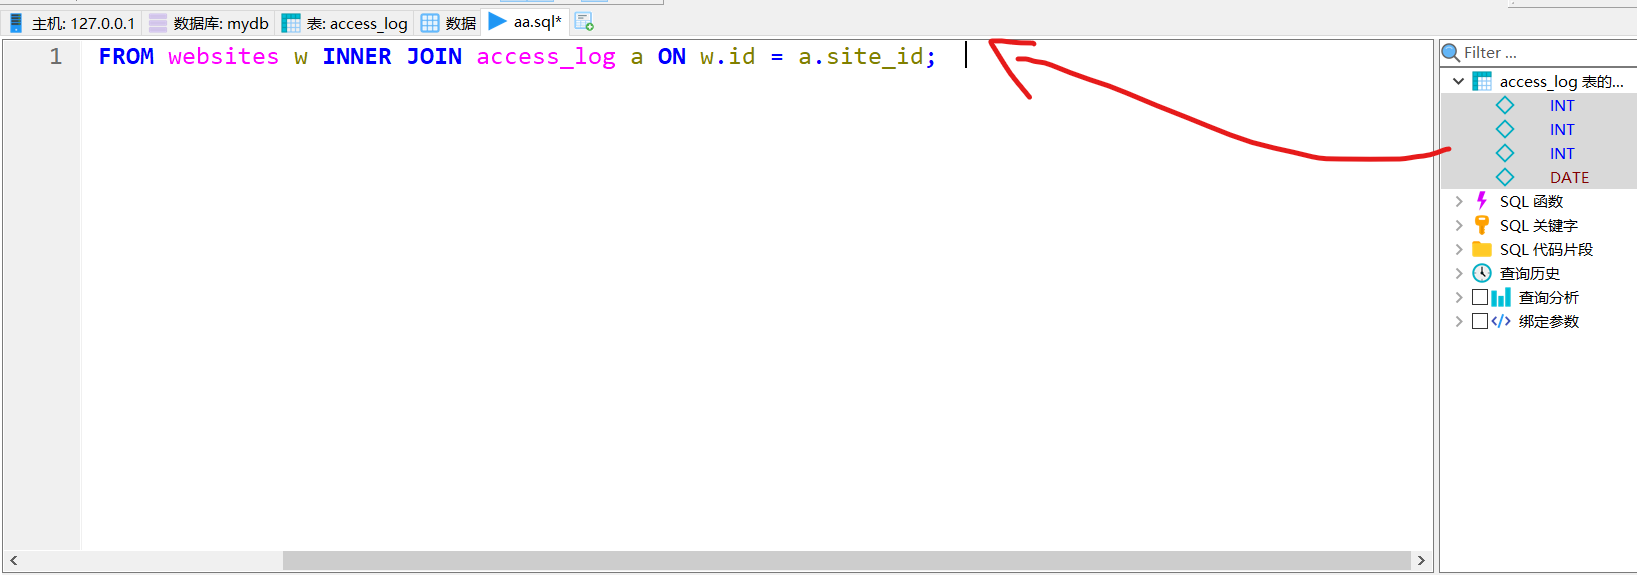 主机: 127.0.0.1 数据库: mydb 表: access_log 数据 aa.sql*
1 FROM websites w INNER JOIN access_log a ON w.id = a.site_id;
Filter ...
access_log 表的...
INT
INT
INT
DATE
SQL 函数
SQL 关键字
SQL 代码片段
查询历史
查询分析
绑定参数